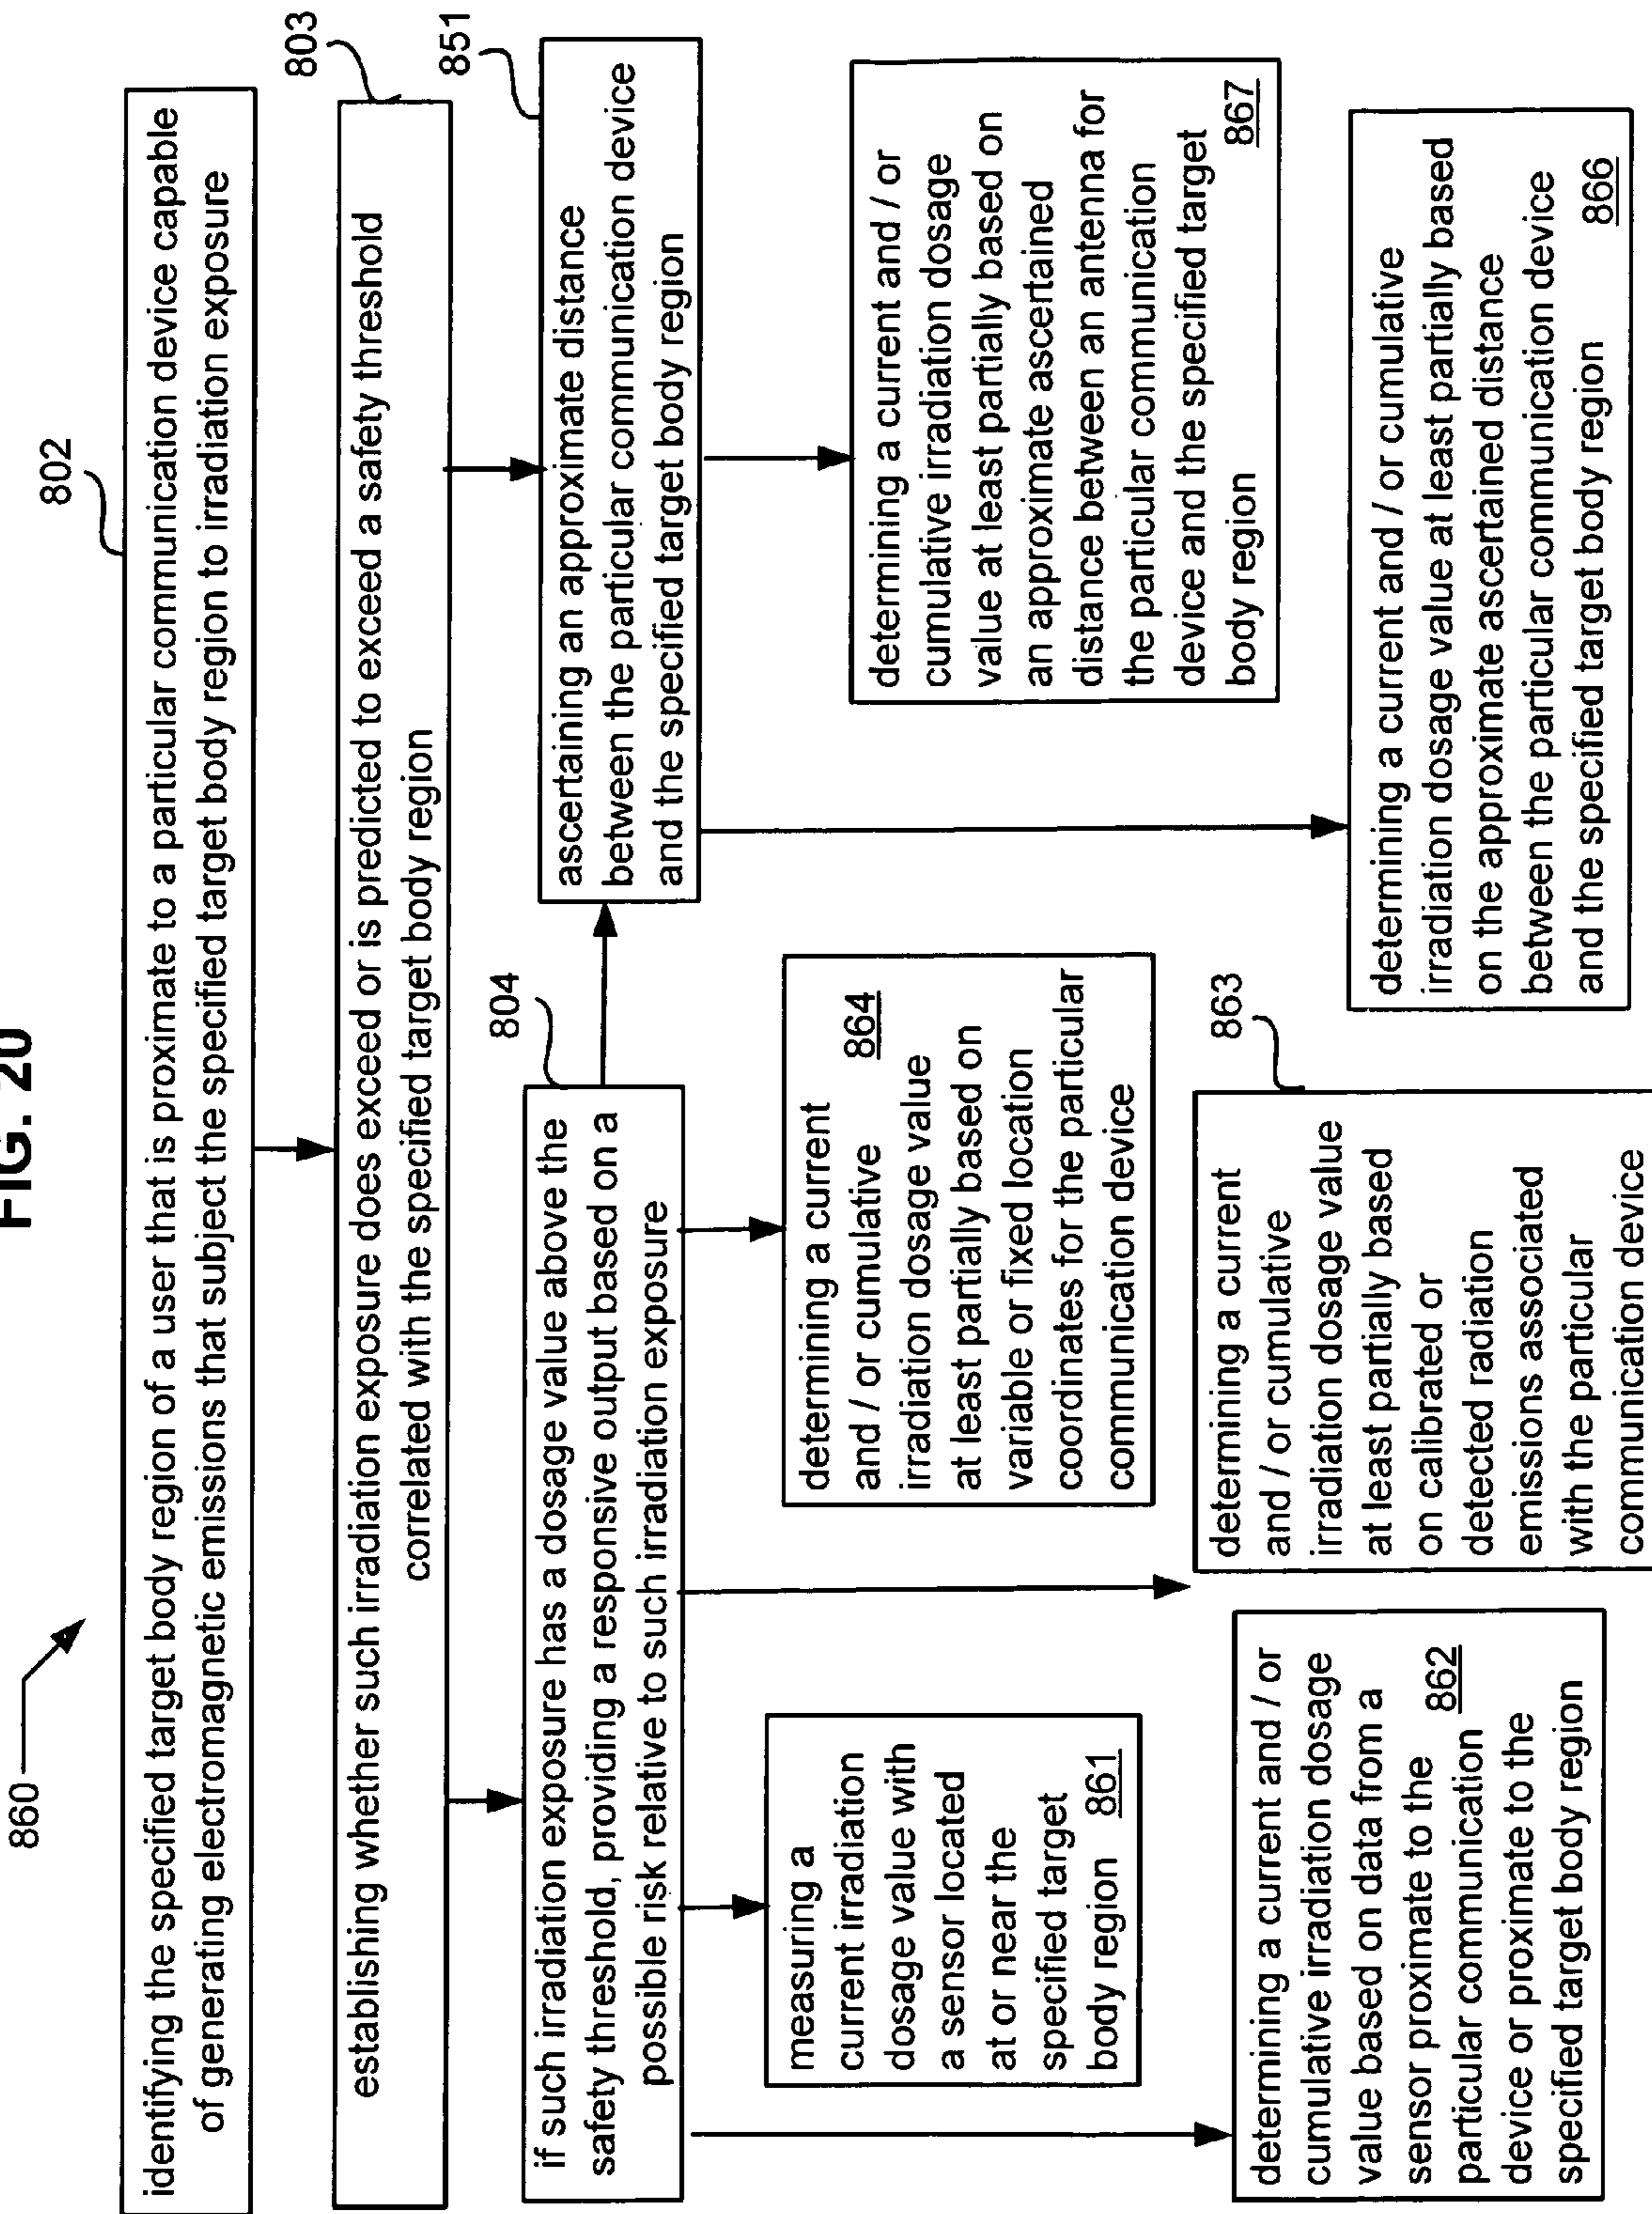 FIG. 20
860
802
identifying the specified target body region of a user that is proximate to a particular communication device capable
of generating electromagnetic emissions that subject the specified target body region to irradiation exposure
803
establishing whether such irradiation exposure does exceed or is predicted to exceed a safety threshold
correlated with the specified target body region
804
if such irradiation exposure has a dosage value above the
safety threshold, providing a responsive output based on a
possible risk relative to such irradiation exposure
851
ascertaining an approximate distance
between the particular communication device
and the specified target body region
measuring a
current irradiation
dosage value with
a sensor located
at or near the
specified target
body region 861
determining a current
and / or cumulative 864
irradiation dosage value
at least partially based on
variable or fixed location
coordinates for the particular
communication device
determining a current and / or
cumulative irradiation dosage
value at least partially based on
an approximate ascertained
distance between an antenna for
the particular communication
device and the specified target
body region 867
determining a current and / or
cumulative irradiation dosage
value based on data from a
sensor proximate to the 862
particular communication
device or proximate to the
specified target body region
863
determining a current
and / or cumulative
irradiation dosage value
at least partially based
on calibrated or
detected radiation
emissions associated
with the particular
communication device
determining a current and / or cumulative
irradiation dosage value at least partially based
on the approximate ascertained distance
between the particular communication device
and the specified target body region 866